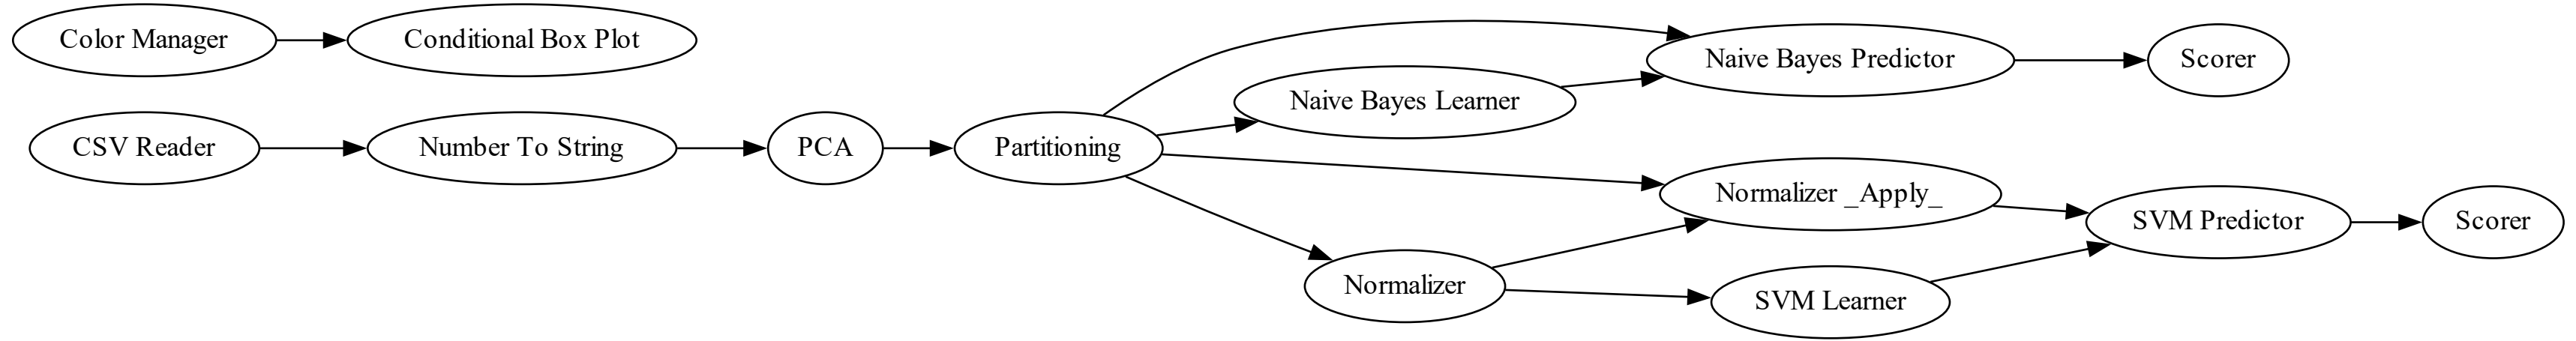 Color Manager
Conditional Box Plot
CSV Reader
Number To String
PCA
Partitioning
Naive Bayes Learner
Naive Bayes Predictor
Scorer
Normalizer _Apply_
Normalizer
SVM Learner
SVM Predictor
Scorer